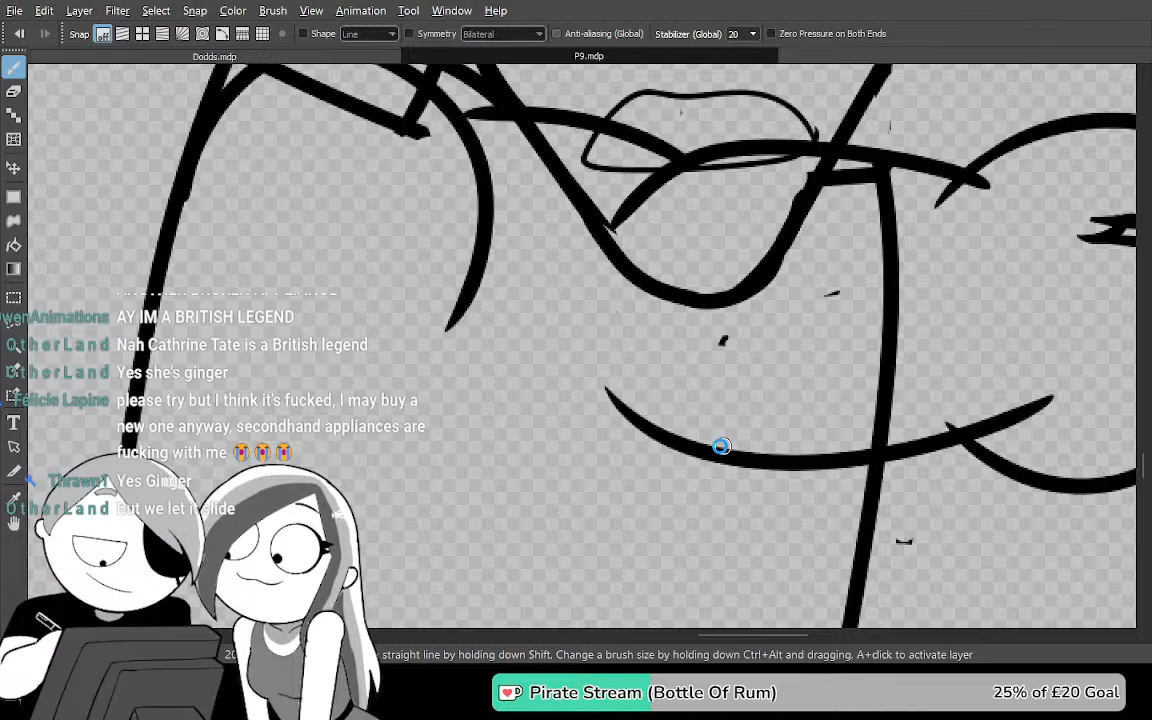 File Edit Layer Filter Select Snap Color Brush View Animation Tool Window Help
Snap off Shape Line Symmetry Bilateral Anti-aliasing (Global) Stabilizer (Global) 20 Zero Pressure on Both Ends
Dodds.mdp P9.mdp
wenAnimations AY IM A BRITISH LEGEND
OtherLand Nah Cathrine Tate is a British legend
OtherLand Yes she's ginger
Félicie Lapine please try but I think it's fucked, I may buy a
new one anyway, secondhand appliances are
fucking with me 😭😭😭
ThrawnT Yes Ginger
OtherLand But we let it slide
straight line by holding down Shift. Change a brush size by holding down Ctrl+Alt and dragging, A+click to activate layer
Pirate Stream (Bottle Of Rum) 25% of £20 Goal